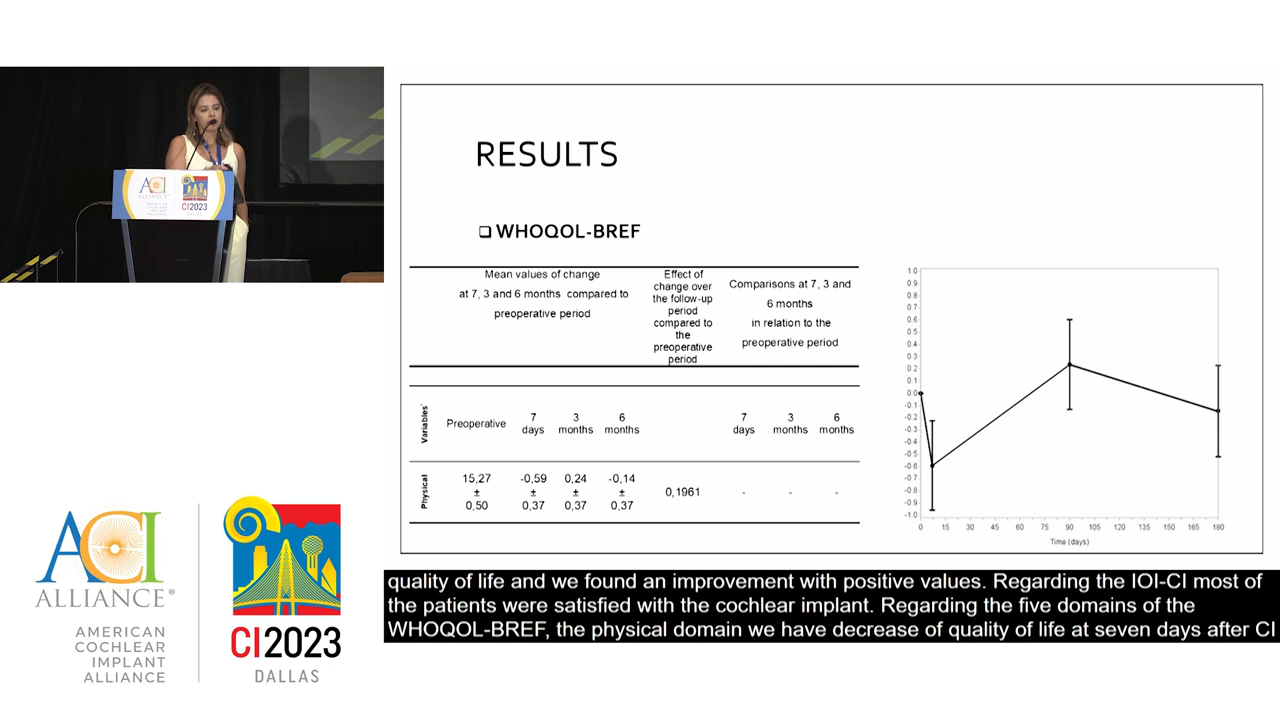 ACI
ALLIANCE
AMERICAN
COCHLEAR
IMPLANT
ALLIANCE
CI2023
RESULTS
❑ WHOQOL-BREF
Mean values of change
at 7, 3 and 6 months compared to
preoperative period
Effect of
change over
the follow-up
period
compared to
the
preoperative
period
Comparisons at 7, 3 and
6 months
in relation to the
preoperative period
Variables
Preoperative
7
days
3
months
6
months
7
days
3
months
6
months
Physical
15,27
±
0,50
-0,59
±
0,37
0,24
±
0,37
-0,14
±
0,37
0,1961
-
-
-
1.0
0.9
0.8
0.7
0.6
0.5
0.4
0.3
0.2
0.1
0.0
-0.1
-0.2
-0.3
-0.4
-0.5
-0.6
-0.7
-0.8
-0.9
-1.0
0 15 30 45 60 75 90 105 120 135 150 165 180
Time (days)
ACI
ALLIANCE®
AMERICAN
COCHLEAR
IMPLANT
ALLIANCE
CI2023
DALLAS
quality of life and we found an improvement with positive values. Regarding the IOI-CI most of
the patients were satisfied with the cochlear implant. Regarding the five domains of the
WHOQOL-BREF, the physical domain we have decrease of quality of life at seven days after CI